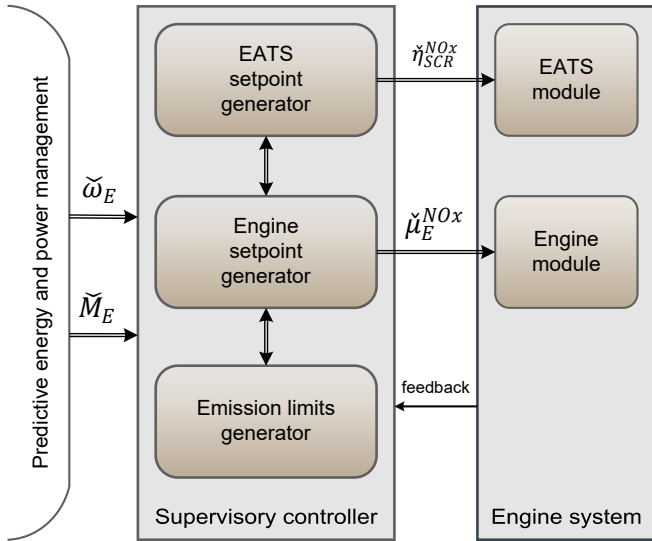 Predictive energy and power management
ω̌_E
M̌_E
EATS
setpoint
generator
Engine
setpoint
generator
Emission limits
generator
Supervisory controller
η̌_{SCR}^{NOx}
μ̌_E^{NOx}
feedback
EATS
module
Engine
module
Engine system